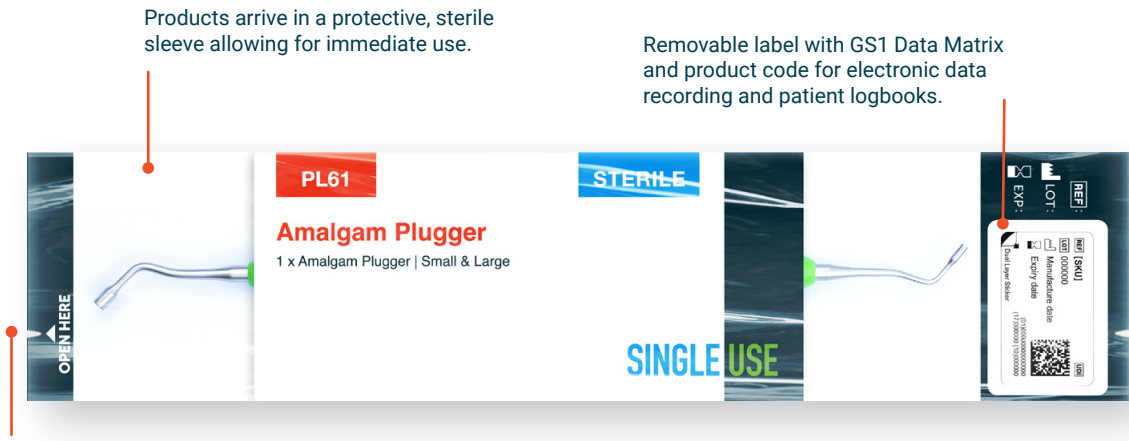 Products arrive in a protective, sterile
sleeve allowing for immediate use.
Removable label with GS1 Data Matrix
and product code for electronic data
recording and patient logbooks.
PL61
STERILE
Amalgam Plugger
1 x Amalgam Plugger | Small & Large
OPEN HERE
SINGLE USE
REF :
LOT :
EXP :
REF [SKU]
LOT 000000
Manufacture date
Expiry date
Dual Layer Sticker
UDI